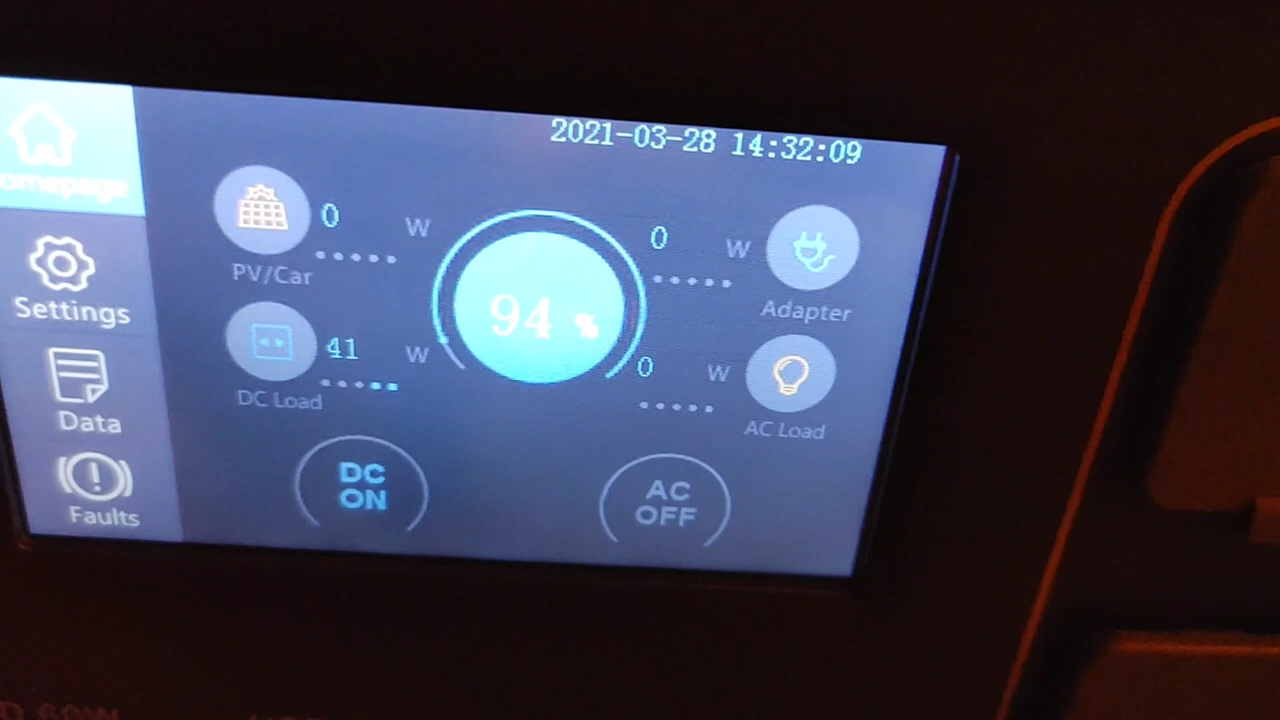 2021-03-28 14:32:09
omepage
0 W
PV/Car
0 W
Adapter
94 %
Settings
41 W
DC Load
0 W
AC Load
Data
DC
ON
AC
OFF
Faults
60W